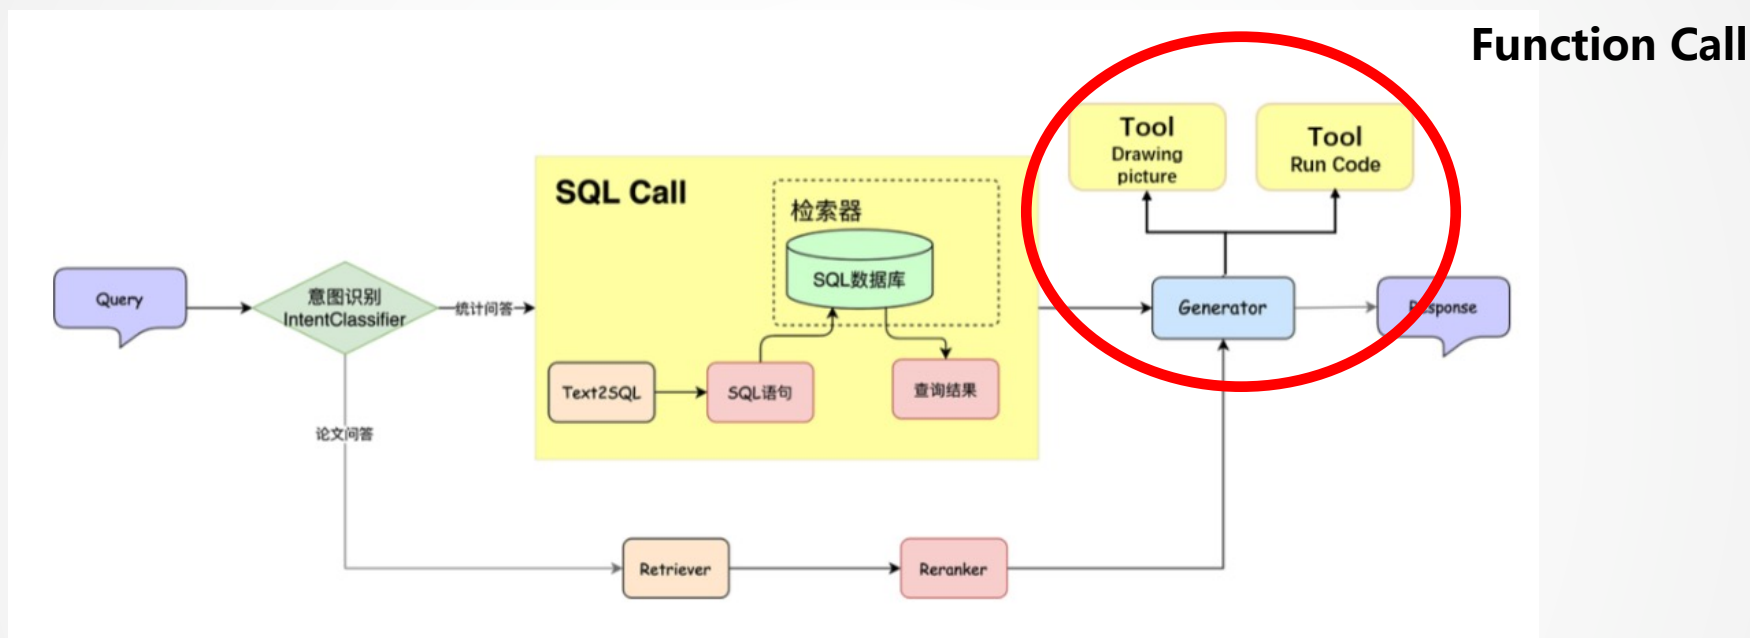 Function Call
Tool
Drawing
picture
Tool
Run Code
SQL Call
检索器
SQL数据库
Query
意图识别
IntentClassifier
统计问答
Generator
Response
Text2SQL
SQL语句
查询结果
论文问答
Retriever
Reranker